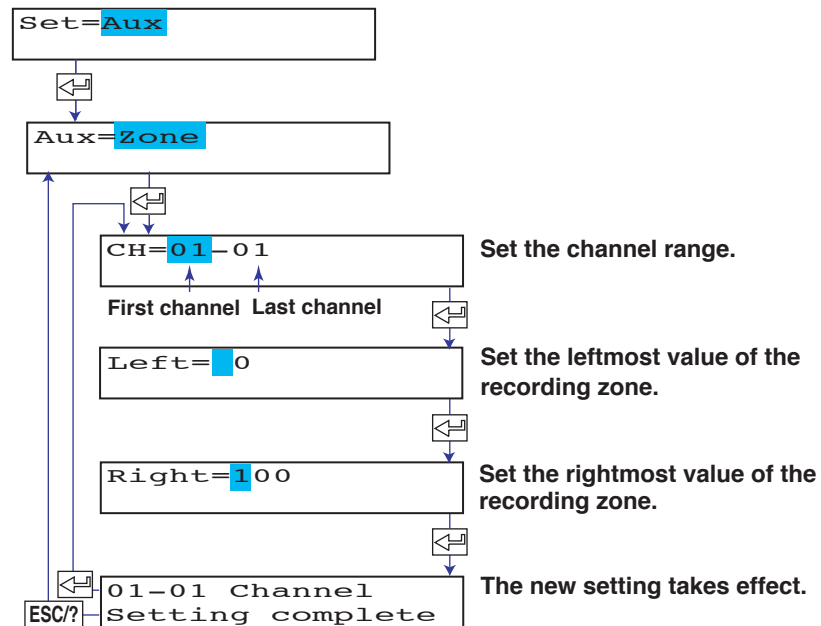 Set=Aux
Aux=Zone
CH=01-01
Set the channel range.
First channel Last channel
Left= 0
Set the leftmost value of the
recording zone.
Right=100
Set the rightmost value of the
recording zone.
01-01 Channel
The new setting takes effect.
ESC/?
Setting complete